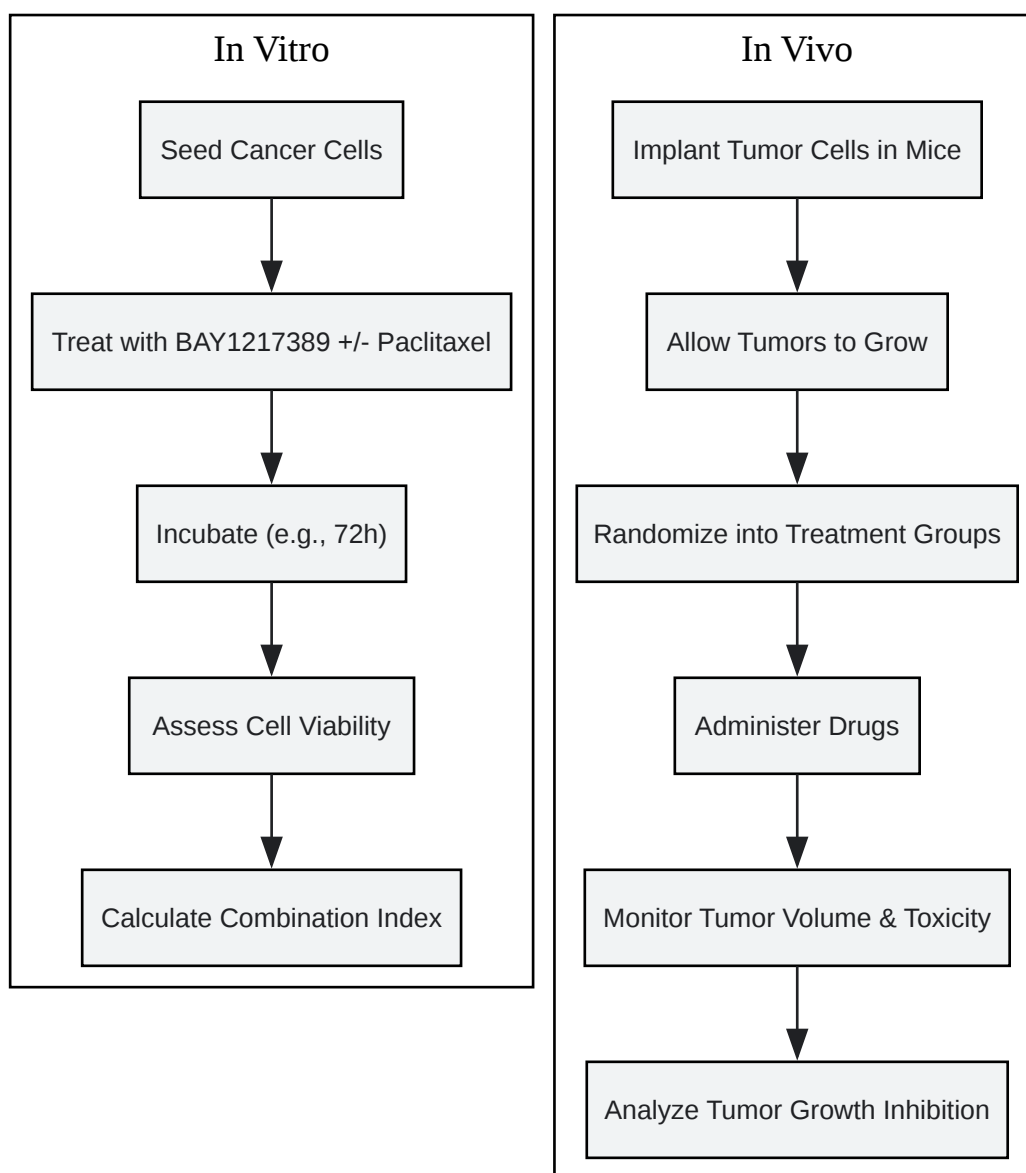 In Vitro
Seed Cancer Cells
Treat with BAY1217389 +/- Paclitaxel
Incubate (e.g., 72h)
Assess Cell Viability
Calculate Combination Index
In Vivo
Implant Tumor Cells in Mice
Allow Tumors to Grow
Randomize into Treatment Groups
Administer Drugs
Monitor Tumor Volume & Toxicity
Analyze Tumor Growth Inhibition